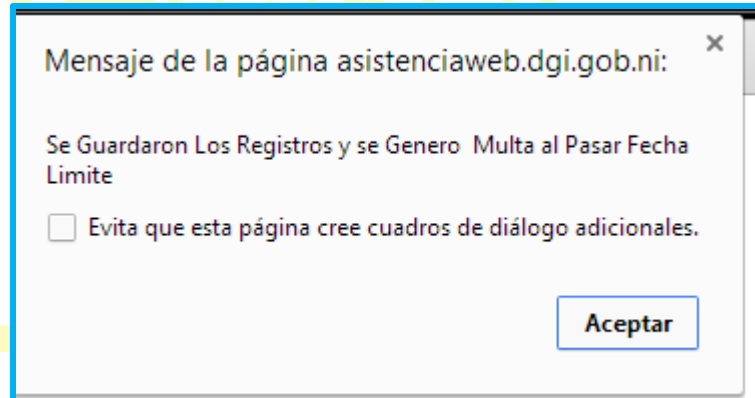 Mensaje de la página asistenciaweb.dgi.gob.ni:
Se Guardaron Los Registros y se Genero Multa al Pasar Fecha
Limite
Evita que esta página cree cuadros de diálogo adicionales.
Aceptar